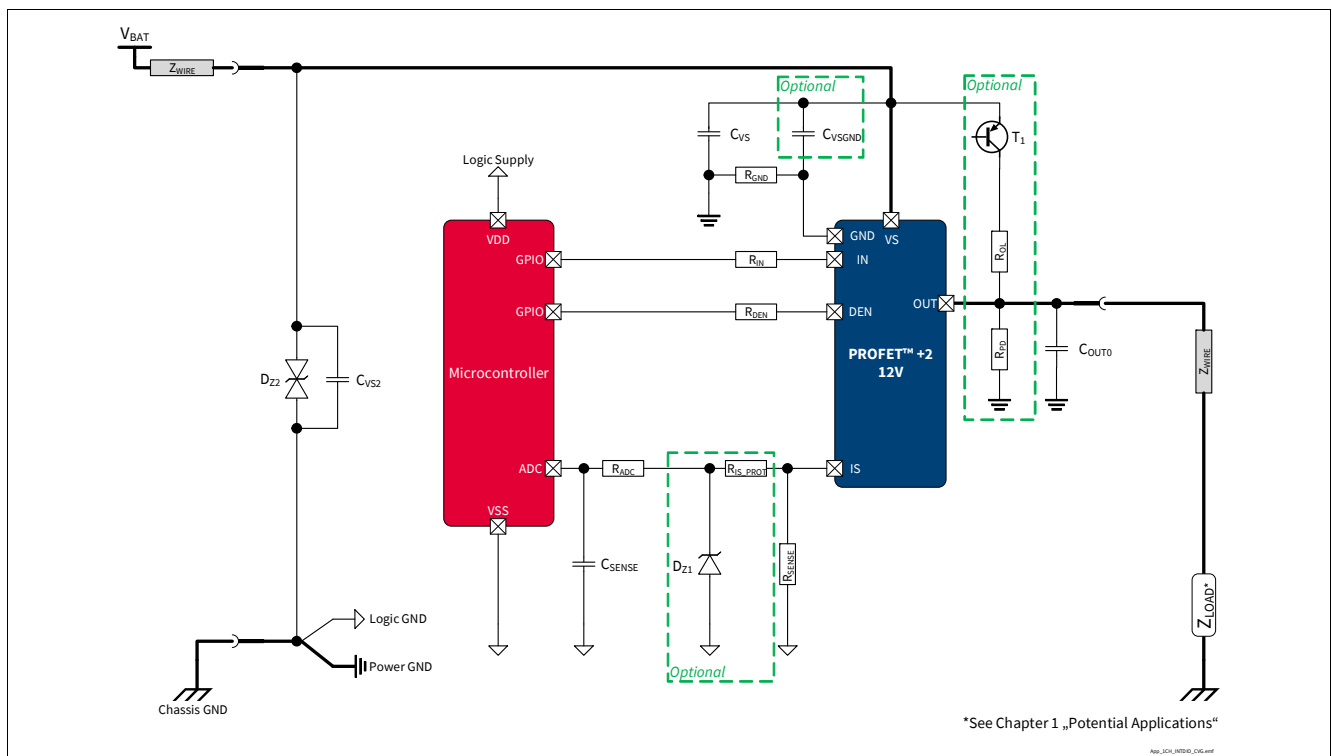 VBAT
ZWIRE
Optional
Optional
CVS
CVSGND
T1
Logic Supply
RGND
VDD
GND
VS
GPIO
RIN
IN
ROL
GPIO
RDEN
DEN
OUT
PROFET™ +2
12V
RPD
COUT0
ZWIRE
DZ2
CVS2
Microcontroller
ADC
RADC
RIS_PROT
IS
VSS
CSENSE
DZ1
RSENSE
ZLOAD*
Logic GND
Power GND
Optional
Chassis GND
*See Chapter 1 „Potential Applications“
App_1CH_INTDIO_CVG.emf